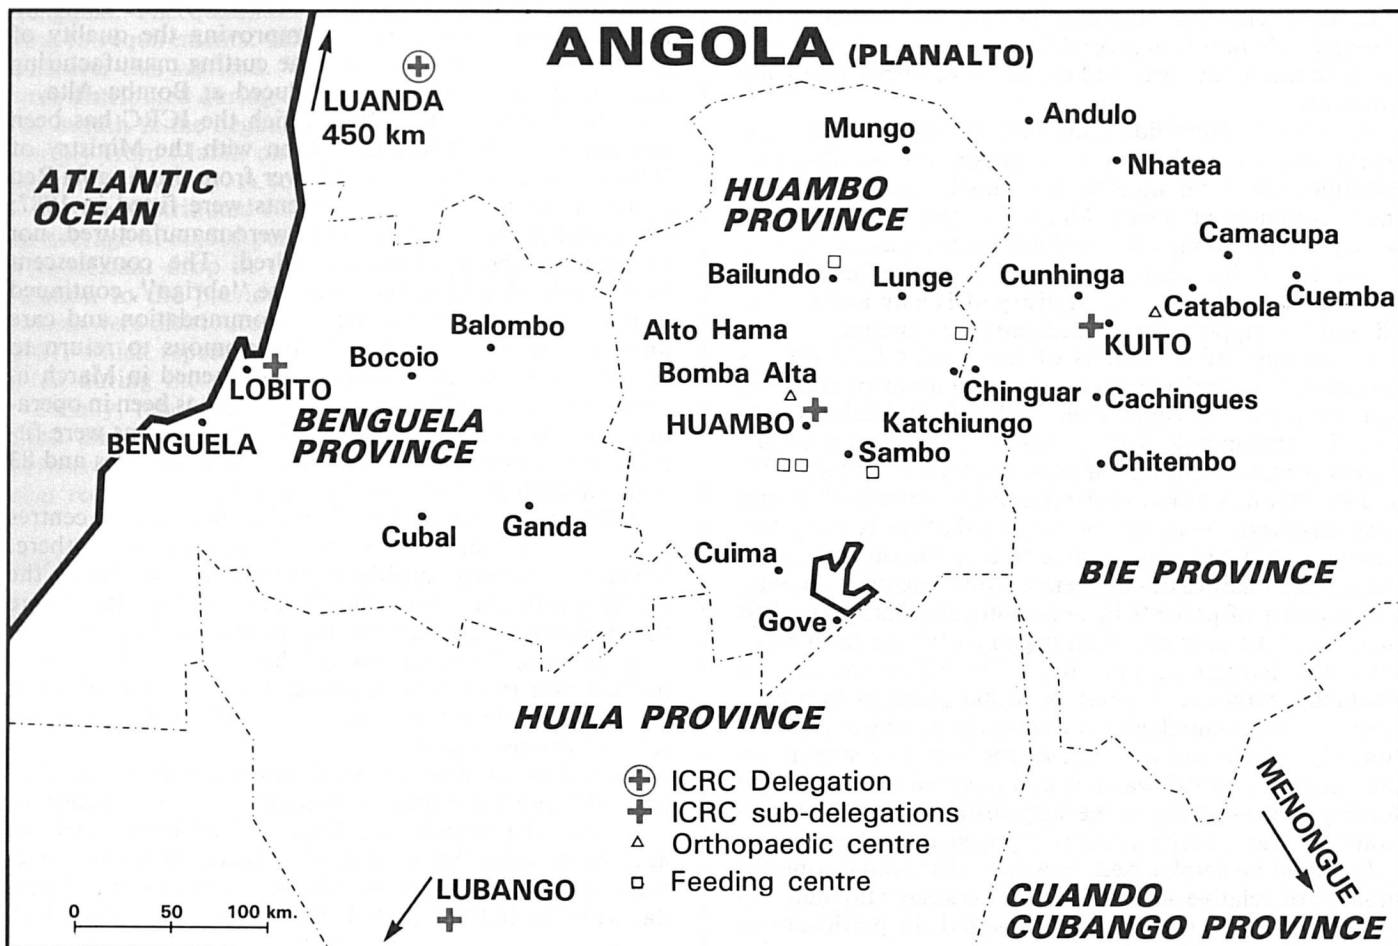 ANGOLA (PLANALTO)
LUANDA
450 km
ATLANTIC
OCEAN
Mungo
Andulo
Nhatea
HUAMBO
PROVINCE
Camacupa
Bailundo
Lunge
Cunhinga
Catabola
Cuemba
Balombo
Alto Hama
KUITO
Bocoio
LOBITO
Bomba Alta
Chinguar
Cachingues
BENGUELA
BENGUELA
PROVINCE
HUAMBO
Katchiungo
Sambo
Chitembo
Cubal
Ganda
Cuima
BIE PROVINCE
Gove
HUILA PROVINCE
ICRC Delegation
ICRC sub-delegations
Orthopaedic centre
Feeding centre
MENONGUE
LUBANGO
0 50 100 km.
CUANDO
CUBANGO PROVINCE